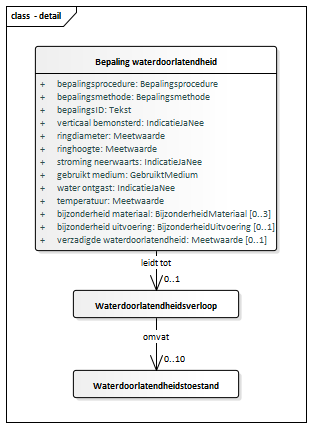 class - detail
Bepaling waterdoorlatendheid
+ bepalingsprocedure: Bepalingsprocedure
+ bepalingsmethode: Bepalingsmethode
+ bepalingsID: Tekst
+ verticaal bemonsterd: IndicatieJaNee
+ ringdiameter: Meetwaarde
+ ringhoogte: Meetwaarde
+ stroming neerwaarts: IndicatieJaNee
+ gebruikt medium: GebruiktMedium
+ water ontgast: IndicatieJaNee
+ temperatuur: Meetwaarde
+ bijzonderheid materiaal: BijzonderheidMateriaal [0..3]
+ bijzonderheid uitvoering: BijzonderheidUitvoering [0..1]
+ verzadigde waterdoorlatendheid: Meetwaarde [0..1]
leidt tot
0..1
Waterdoorlatendheidsverloop
omvat
0..10
Waterdoorlatendheidstoestand